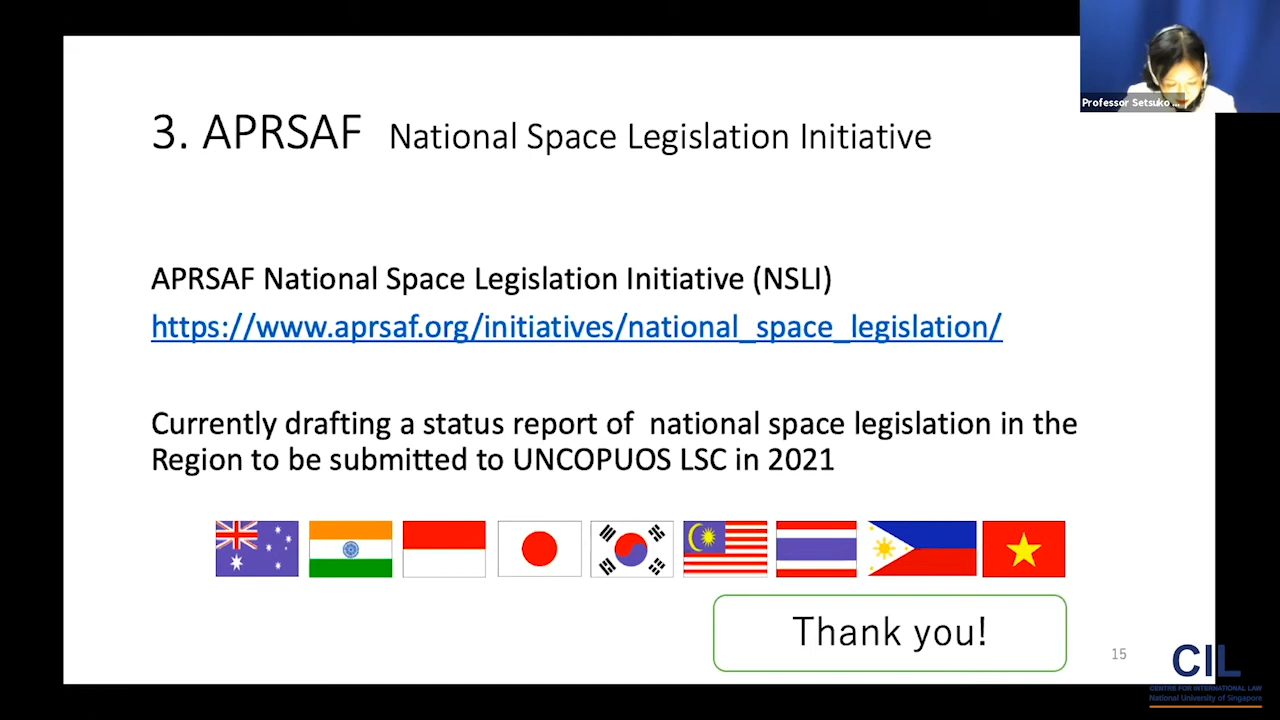 Professor Setsuko ...
3. APRSAF National Space Legislation Initiative
APRSAF National Space Legislation Initiative (NSLI)
https://www.aprsaf.org/initiatives/national_space_legislation/
Currently drafting a status report of national space legislation in the
Region to be submitted to UNCOPUOS LSC in 2021
Thank you!
15
CIL
CENTRE FOR INTERNATIONAL LAW
National University of Singapore